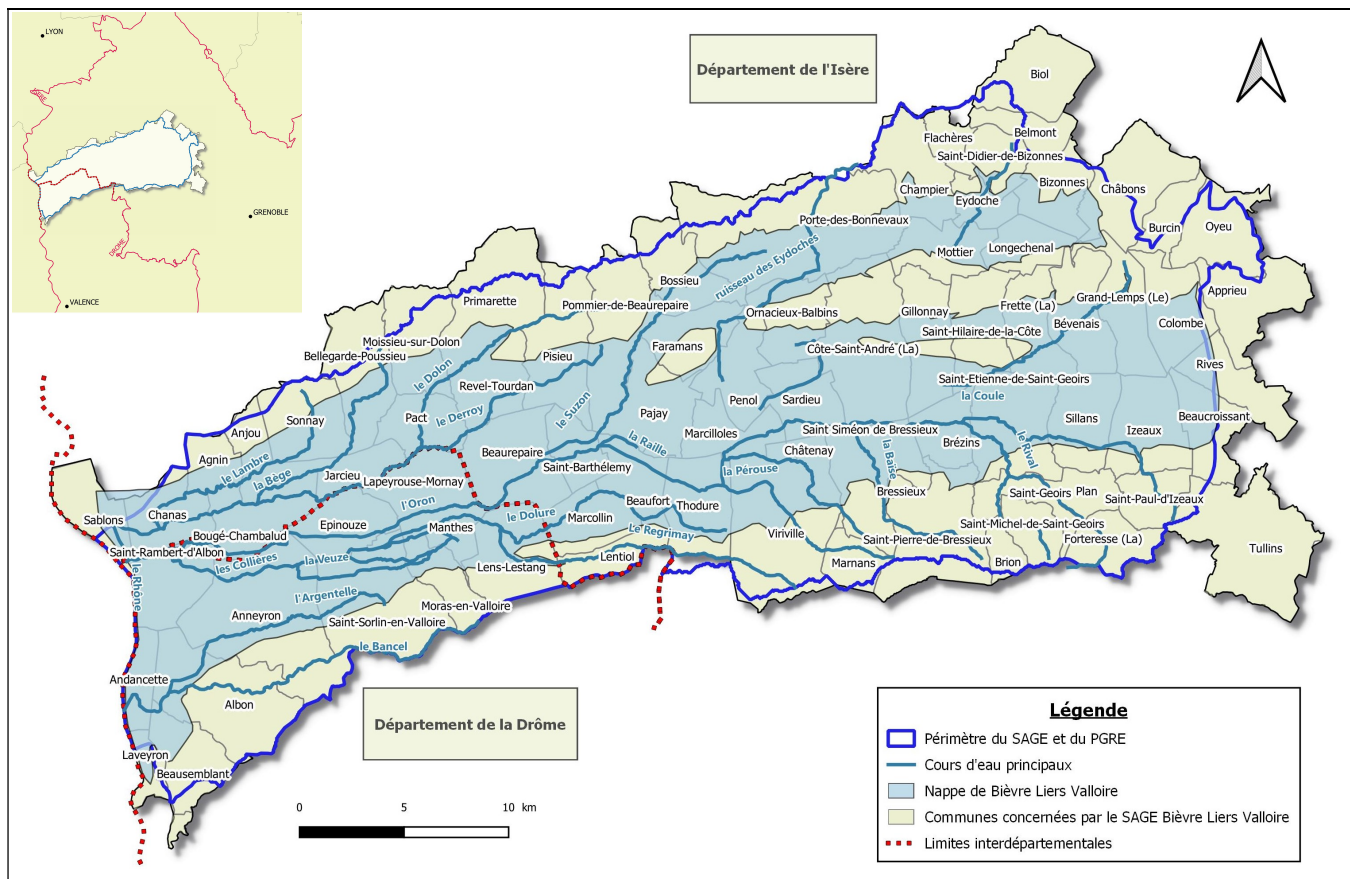 LYON
GRENOBLE
VALENCE
DROME
Département de l'Isère
Biol
Flachères
Belmont
Saint-Didier-de-Bizonnes
Champier
Eydoche
Bizonnes
Châbons
Burcin
Oyeu
Porte-des-Bonnevaux
Mottier
Longechenal
ruisseau des Eydoches
Bossieu
Primarette
Pommier-de-Beaurepaire
Ornacieux-Balbins
Gillonnay
Frette (La)
Grand-Lemps (Le)
Apprieu
Bévenais
Colombe
Saint-Hilaire-de-la-Côte
Moissieu-sur-Dolon
Bellegarde-Poussieu
Pisieu
Faramans
Côte-Saint-André (La)
Rives
le Dolon
Revel-Tourdan
Saint-Etienne-de-Saint-Geoirs
la Coule
Sonnay
Pact
le Derroy
le Suzon
Pajay
Penol
Sardieu
Sillans
Beaucroissant
Anjou
Agnin
Marcilloles
Saint Siméon de Bressieux
Brézins
Izeaux
le Lambre
la Bège
Jarcieu
Beaurepaire
la Raille
Châtenay
la Baise
le Rival
Lapeyrouse-Mornay
Saint-Barthélemy
la Pérouse
Bressieux
Saint-Geoirs
Plan
Saint-Paul-d'Izeaux
Sablons
Chanas
l'Oron
Beaufort
Thodure
Bougé-Chambalud
Epinouze
Manthes
le Dolure
Marcollin
Le Regrimay
Viriville
Saint-Michel-de-Saint-Geoirs
Saint-Pierre-de-Bressieux
Forteresse (La)
Tullins
Saint-Rambert-d'Albon
les Collières
la Veuze
Lens-Lestang
Lentiol
Marnans
Brion
le Rhône
l'Argentelle
Anneyron
Moras-en-Valloire
Saint-Sorlin-en-Valloire
le Bancel
Andancette
Albon
Département de la Drôme
Laveyron
Beausemblant
0 5 10 km
Légende
Périmètre du SAGE et du PGRE
Cours d'eau principaux
Nappe de Bièvre Liers Valloire
Communes concernées par le SAGE Bièvre Liers Valloire
Limites interdépartementales